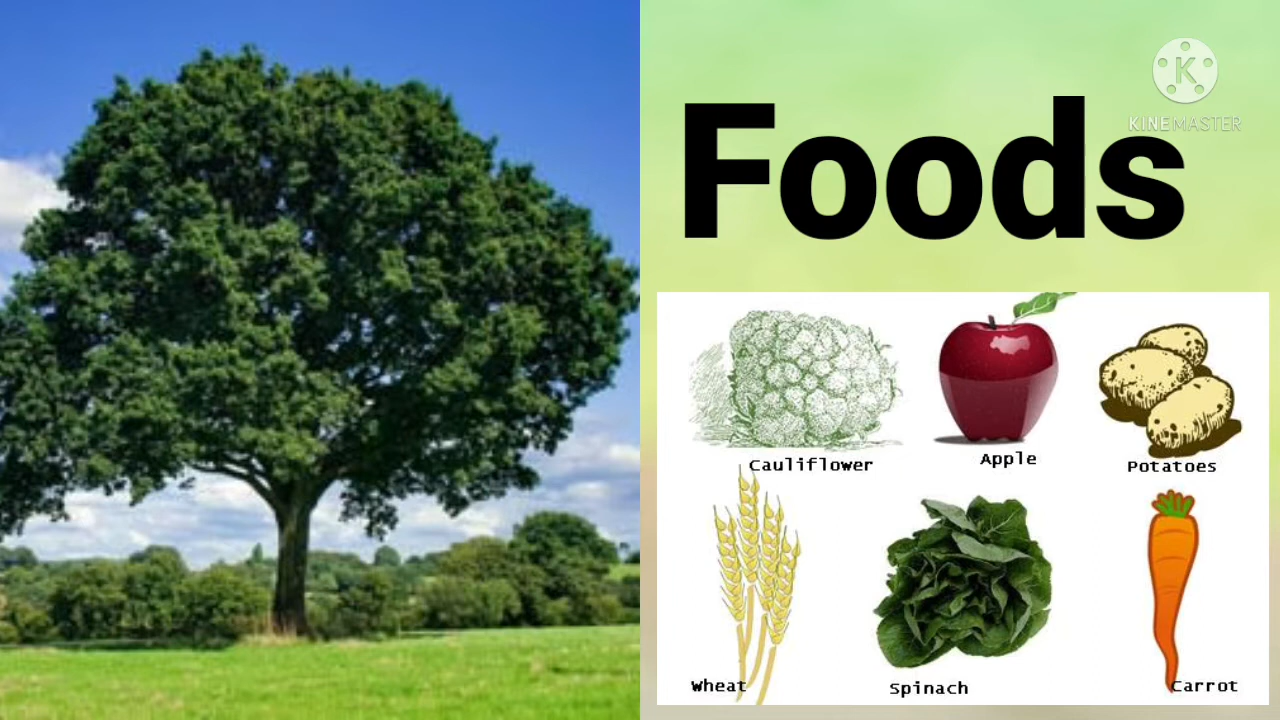 K
KINEMASTER
Foods
Cauliflower
Apple
Potatoes
Wheat
Spinach
Carrot